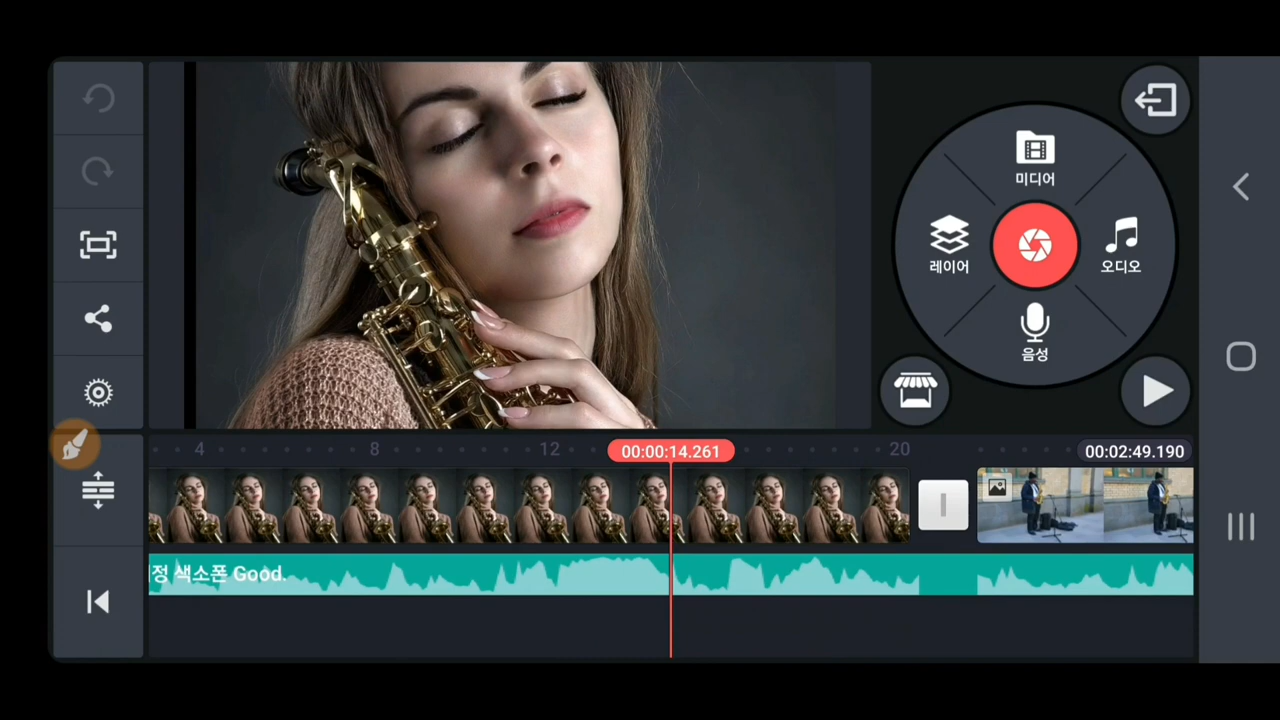 미디어
레이어
오디오
음성
4
8
12
00:00:14.261
20
00:02:49.190
정 색소폰 Good.